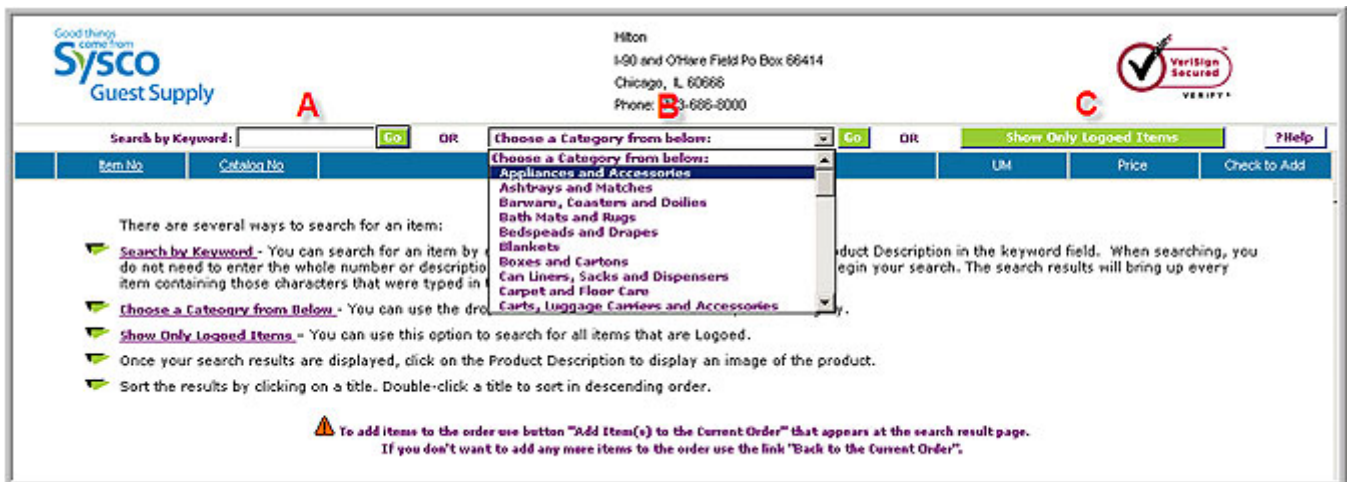 Good things
come from
Sysco
Guest Supply
Hilton
I-90 and O'Hare Field Po Box 66414
Chicago, IL 60666
Phone: 3-686-8000
VeriSign
Secured
VERIFY
A
B
C
Search by Keyword: Go OR Choose a Category from below: Go OR Show Only Logoed Items ?Help
Item No Catalog No UM Price Check to Add
Choose a Category from below:
Appliances and Accessories
Ashtrays and Matches
Barware, Coasters and Doilies
Bath Mats and Rugs
Bedspeads and Drapes
Blankets
Boxes and Cartons
Can Liners, Sacks and Dispensers
Carpet and Floor Care
Carts, Luggage Carriers and Accessories
There are several ways to search for an item:
Search by Keyword - You can search for an item by duct Description in the keyword field. When searching, you
do not need to enter the whole number or descriptio egin your search. The search results will bring up every
item containing those characters that were typed in
Choose a Cateogry from Below - You can use the dro y.
Show Only Logoed Items - You can use this option to search for all items that are Logoed.
Once your search results are displayed, click on the Product Description to display an image of the product.
Sort the results by clicking on a title. Double-click a title to sort in descending order.
To add items to the order use button "Add Item(s) to the Current Order" that appears at the search result page.
If you don't want to add any more items to the order use the link "Back to the Current Order".